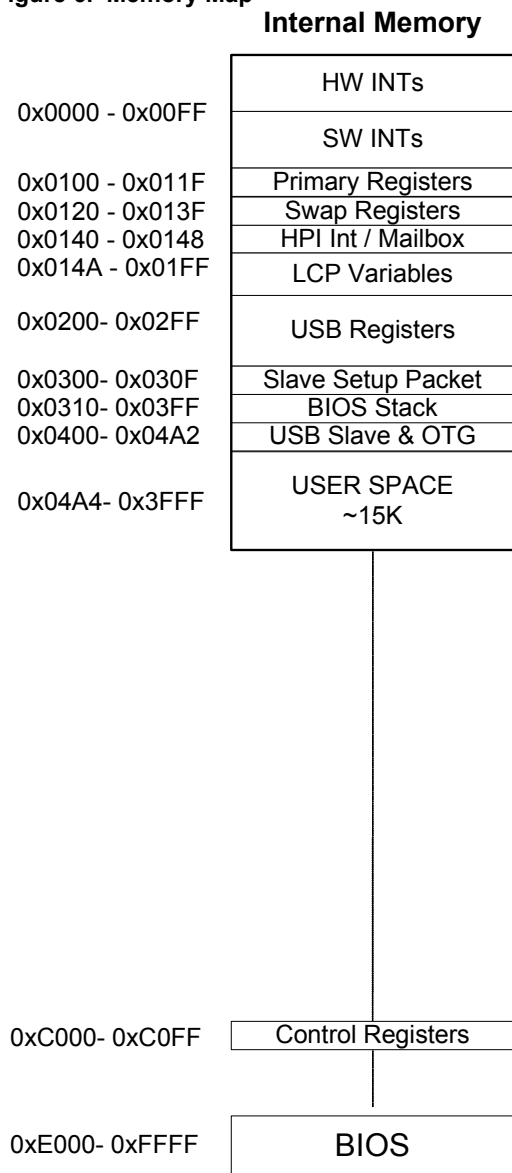 Internal Memory
HW INTs
0x0000 - 0x00FF
SW INTs
0x0100 - 0x011F Primary Registers
0x0120 - 0x013F Swap Registers
0x0140 - 0x0148 HPI Int / Mailbox
0x014A - 0x01FF LCP Variables
0x0200- 0x02FF USB Registers
0x0300- 0x030F Slave Setup Packet
0x0310- 0x03FF BIOS Stack
0x0400- 0x04A2 USB Slave & OTG
0x04A4- 0x3FFF USER SPACE
~15K
0xC000- 0xC0FF Control Registers
0xE000- 0xFFFF BIOS